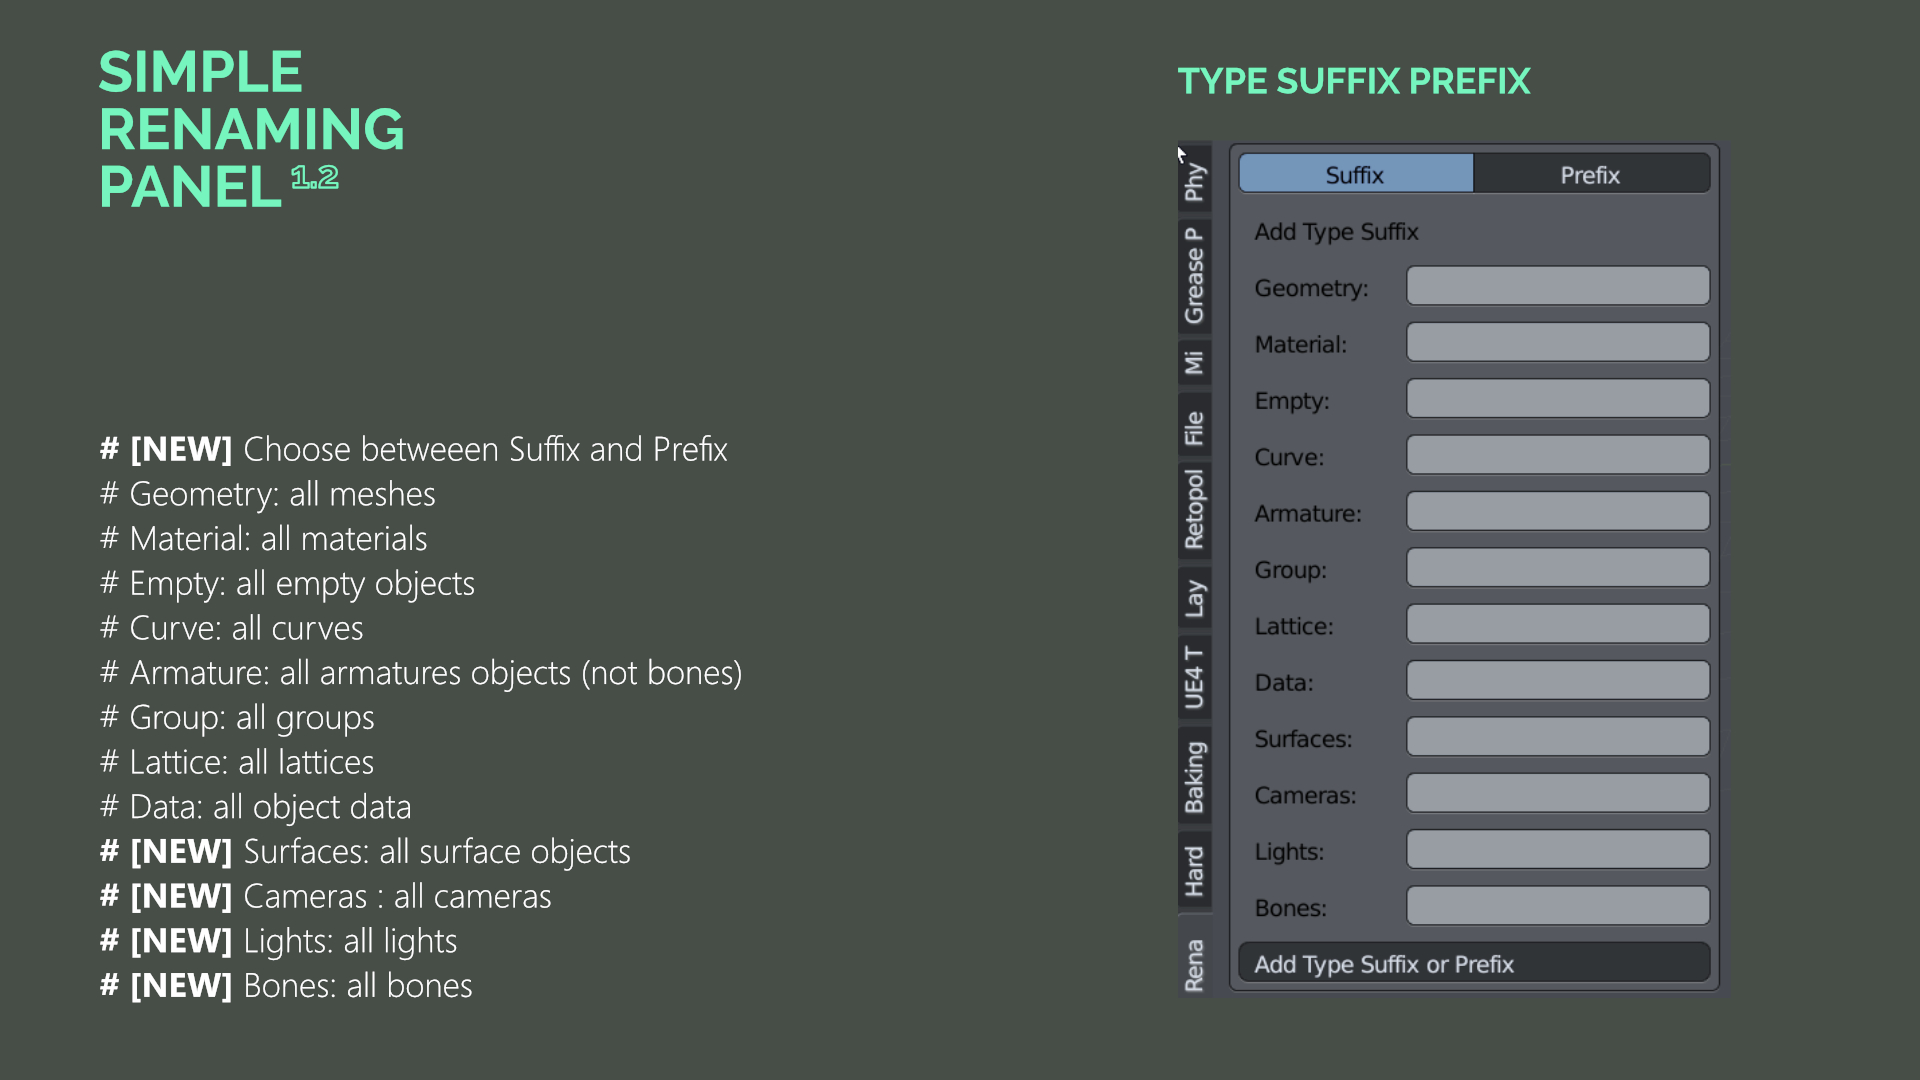 SIMPLE
RENAMING
PANEL 1.2
# [NEW] Choose betweeen Suffix and Prefix
# Geometry: all meshes
# Material: all materials
# Empty: all empty objects
# Curve: all curves
# Armature: all armatures objects (not bones)
# Group: all groups
# Lattice: all lattices
# Data: all object data
# [NEW] Surfaces: all surface objects
# [NEW] Cameras : all cameras
# [NEW] Lights: all lights
# [NEW] Bones: all bones
TYPE SUFFIX PREFIX
Phy
Grease P
Mi
File
Retopol
Lay
UE4 T
Baking
Hard
Rena
Suffix Prefix
Add Type Suffix
Geometry:
Material:
Empty:
Curve:
Armature:
Group:
Lattice:
Data:
Surfaces:
Cameras:
Lights:
Bones:
Add Type Suffix or Prefix